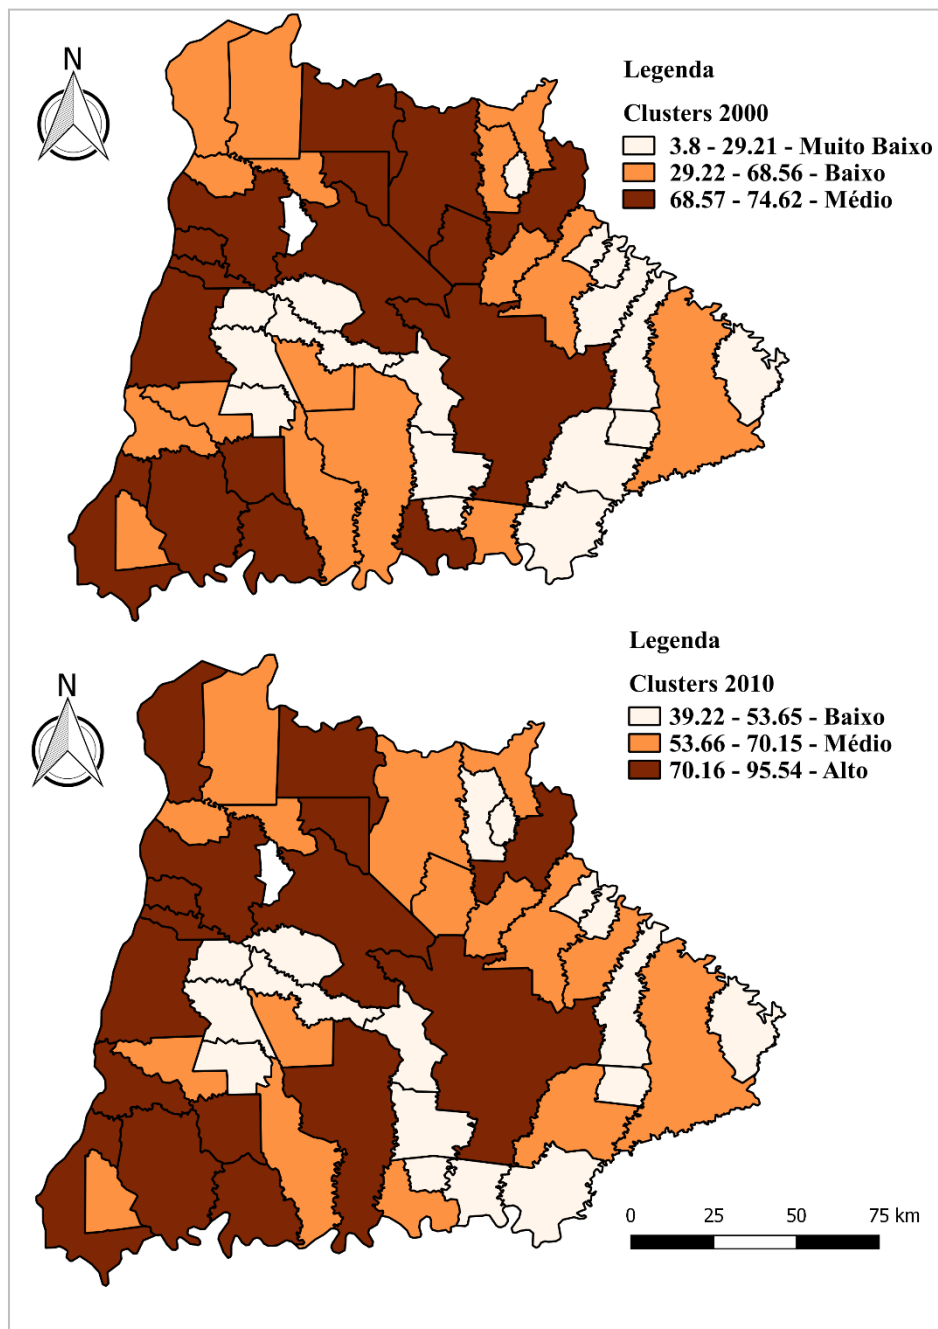 N
Legenda
Clusters 2000
3.8 - 29.21 - Muito Baixo
29.22 - 68.56 - Baixo
68.57 - 74.62 - Médio
N
Legenda
Clusters 2010
39.22 - 53.65 - Baixo
53.66 - 70.15 - Médio
70.16 - 95.54 - Alto
0 25 50 75 km